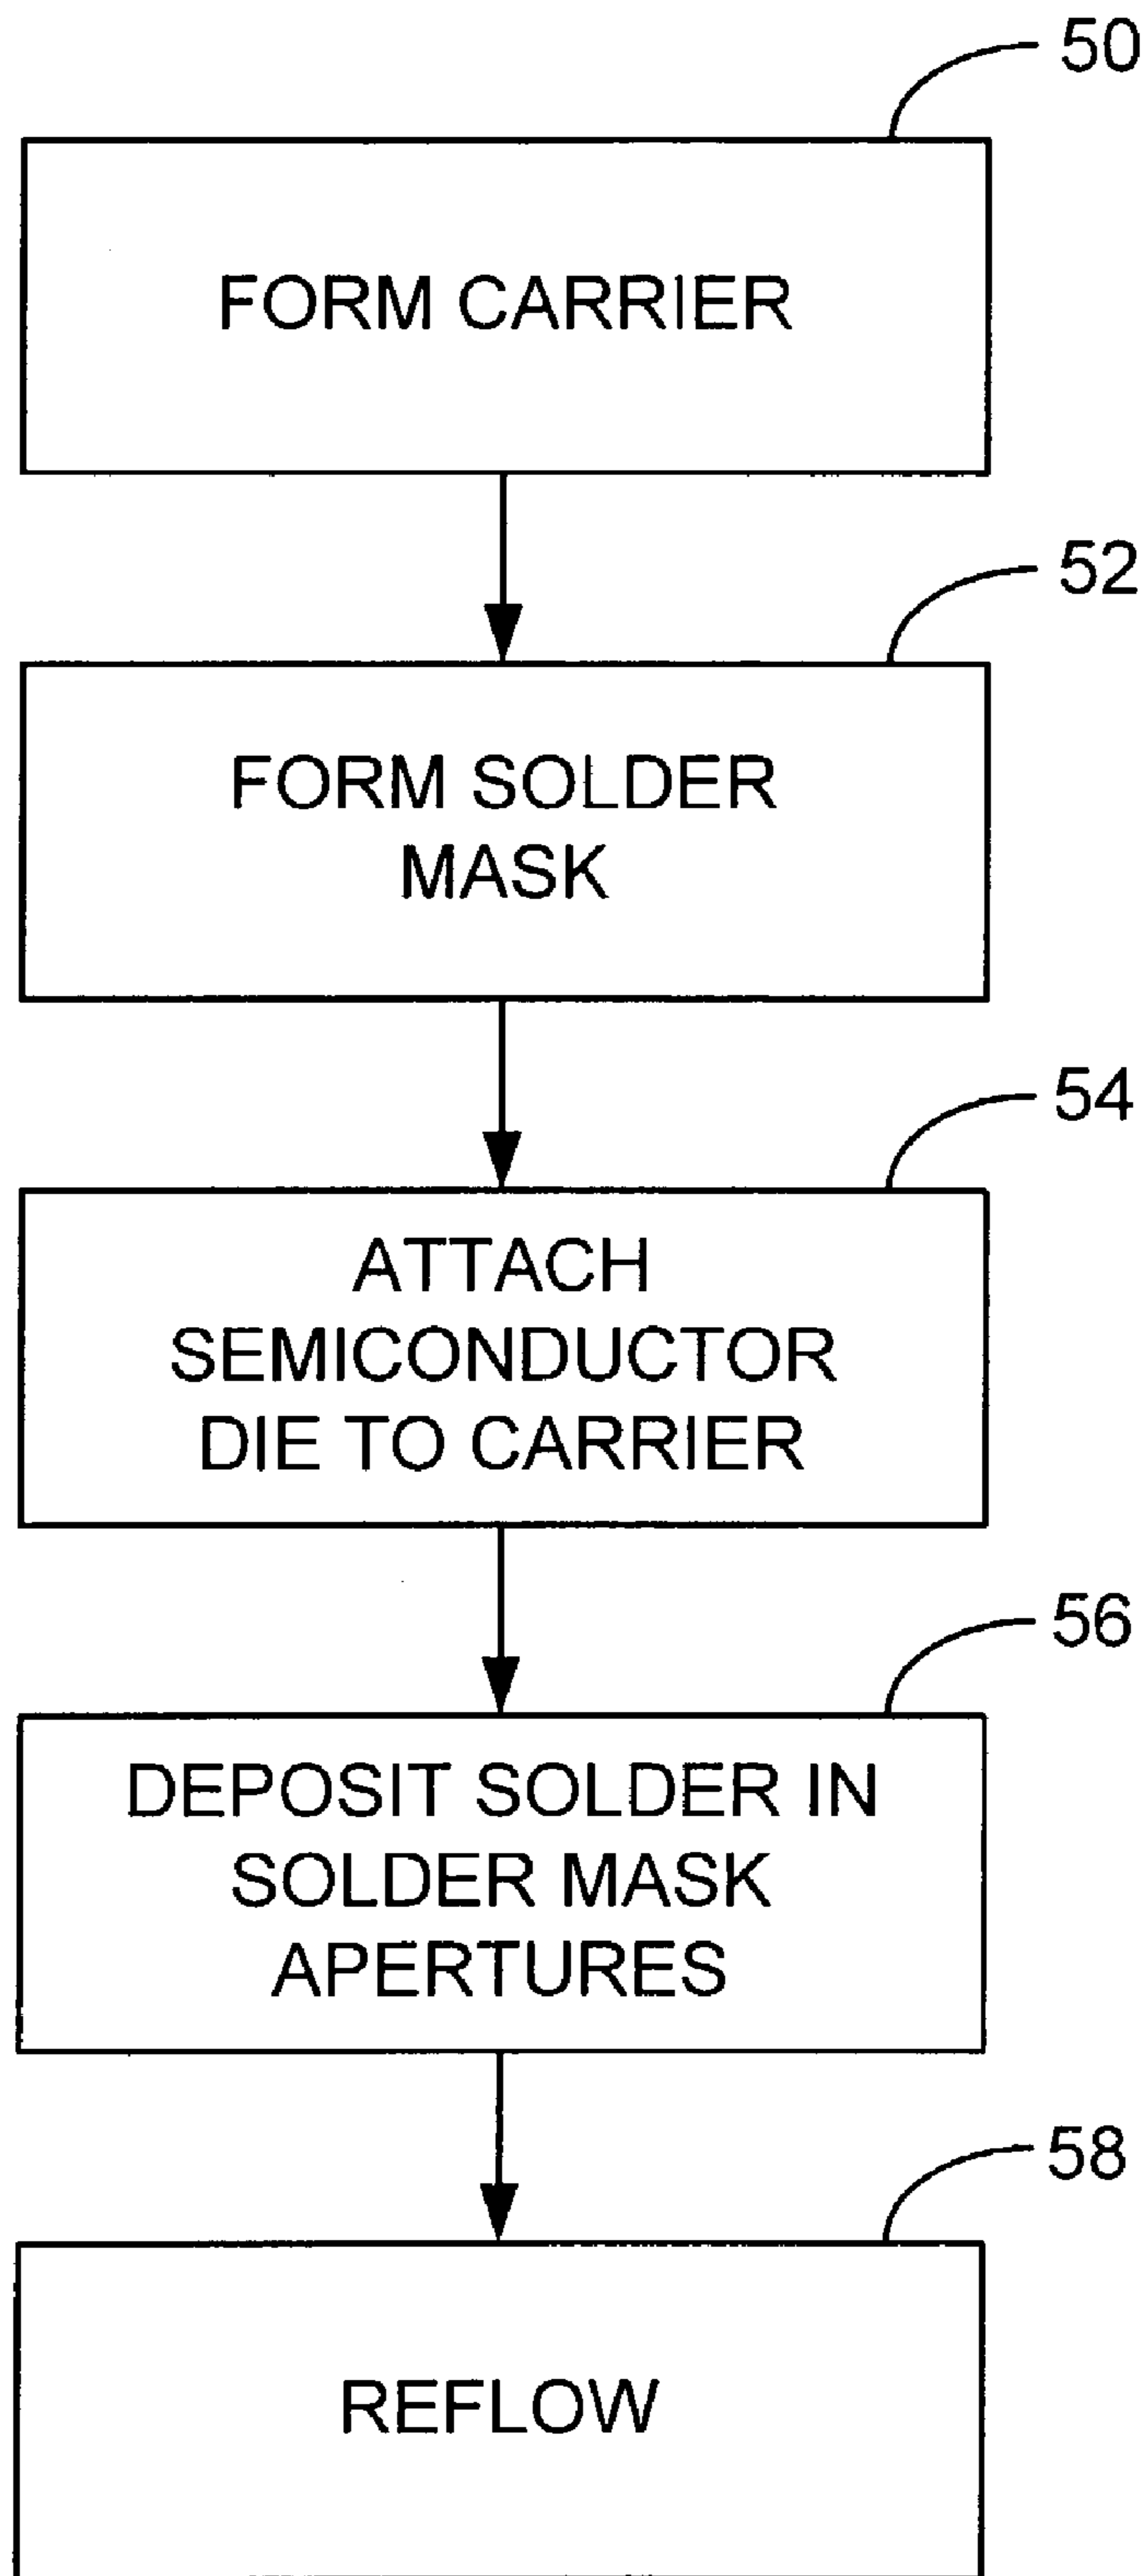 50
FORM CARRIER
52
FORM SOLDER
MASK
54
ATTACH
SEMICONDUCTOR
DIE TO CARRIER
56
DEPOSIT SOLDER IN
SOLDER MASK
APERTURES
58
REFLOW